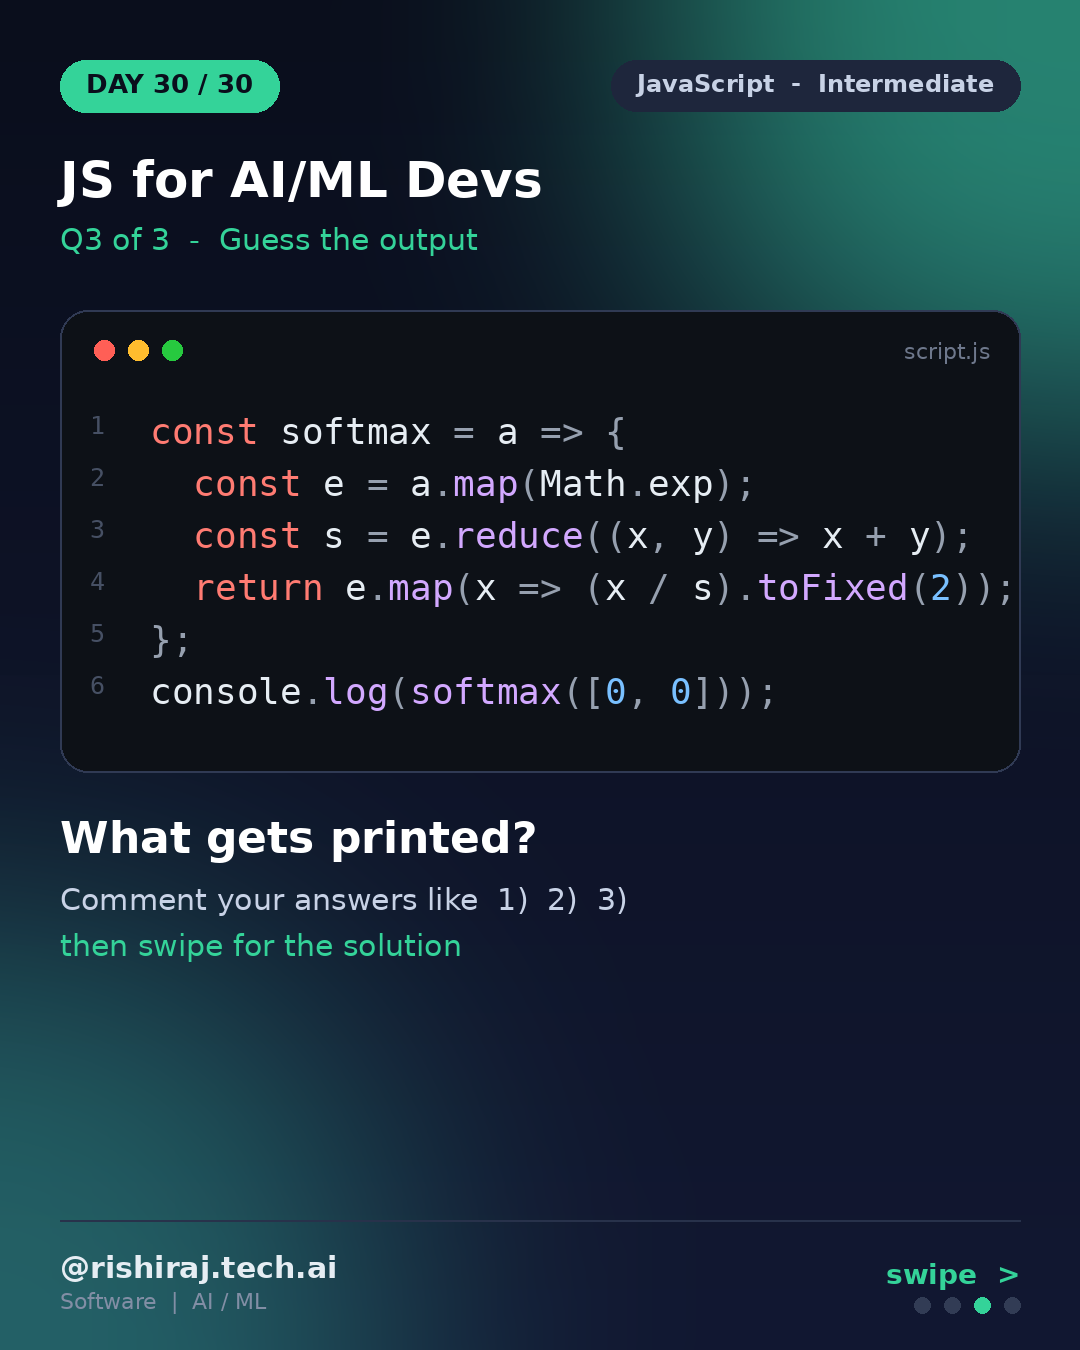 DAY 30 / 30
JavaScript - Intermediate
JS for AI/ML Devs
Q3 of 3 - Guess the output
script.js
1 const softmax = a => {
2   const e = a.map(Math.exp);
3   const s = e.reduce((x, y) => x + y);
4   return e.map(x => (x / s).toFixed(2));
5 };
6 console.log(softmax([0, 0]));
What gets printed?
Comment your answers like 1) 2) 3)
then swipe for the solution
@rishiraj.tech.ai
Software | AI / ML
swipe >